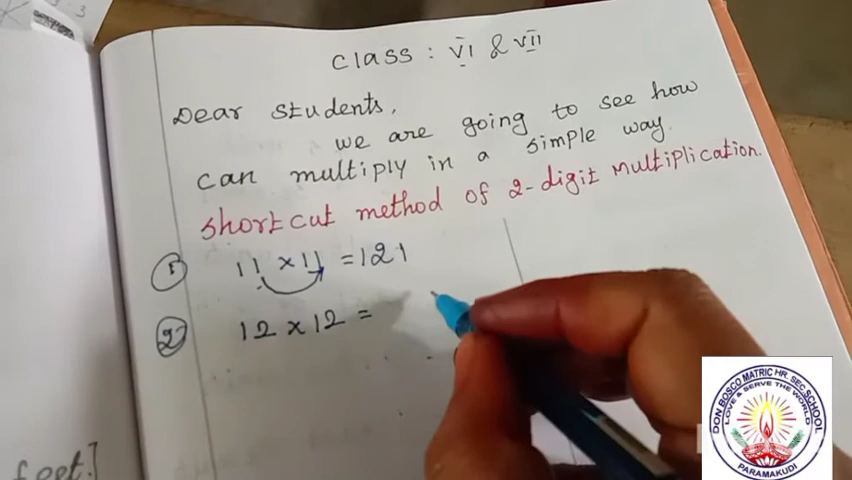 : 3
Class : VI & VII
Dear Students,
we are going to see how
can multiply in a simple way.
Shortcut method of 2-digit multiplication.
1) 11 × 11 = 121
2) 12 × 12 =
feet.]
DON BOSCO MATRIC HR. SEC. SCHOOL
LOVE & SERVE THE WORLD
PARAMAKUDI